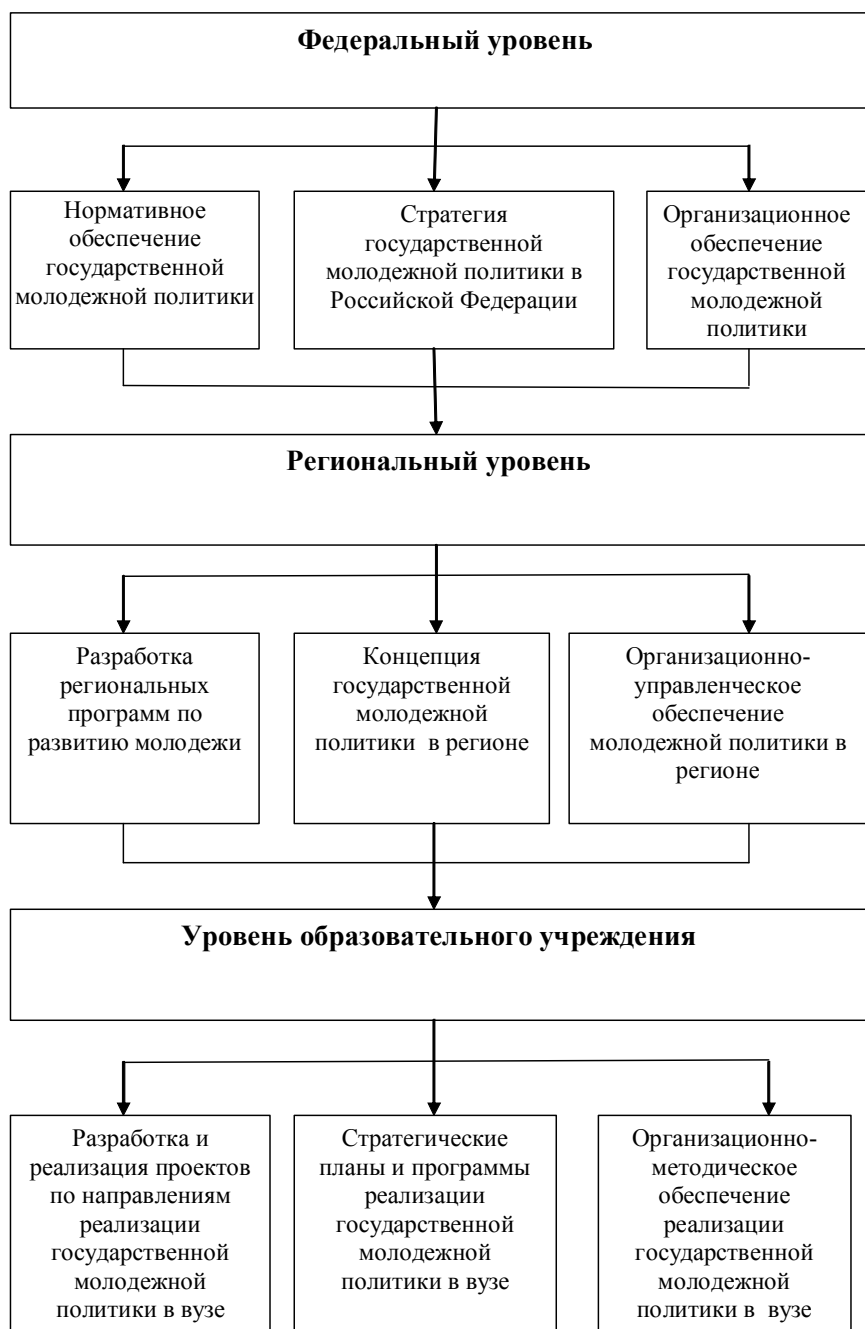 Федеральный уровень
Нормативное
обеспечение
государственной
молодежной политики
Стратегия
государственной
молодежной политики в
Российской Федерации
Организационное
обеспечение
государственной
молодежной
политики
Региональный уровень
Разработка
региональных
программ по
развитию молодежи
Концепция
государственной
молодежной
политики в регионе
Организационно-
управленческое
обеспечение
молодежной политики в
регионе
Уровень образовательного учреждения
Разработка и
реализация проектов
по направлениям
реализации
государственной
молодежной
политики в вузе
Стратегические
планы и программы
реализации
государственной
молодежной
политики в вузе
Организационно-
методическое
обеспечение
реализации
государственной
молодежной
политики в вузе